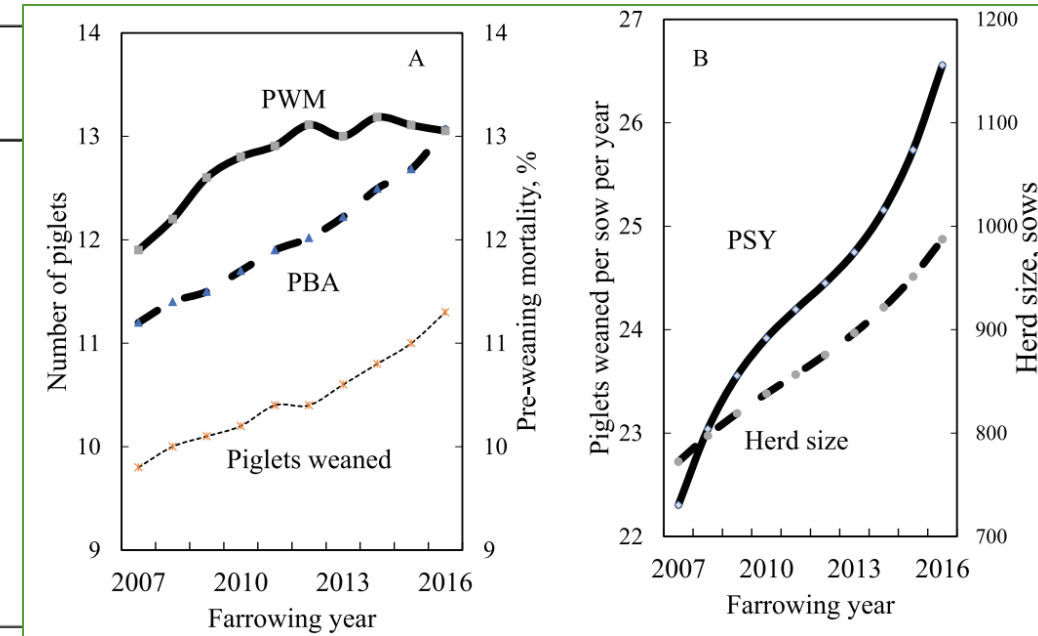 A
Number of piglets
14
13
12
11
10
9
PWM
PBA
Piglets weaned
14
13
12
11
10
9
Pre-weaning mortality, %
2007 2010 2013 2016
Farrowing year
B
Piglets weaned per sow per year
27
26
25
24
23
22
PSY
Herd size
1200
1100
1000
900
800
700
Herd size, sows
2007 2010 2013 2016
Farrowing year